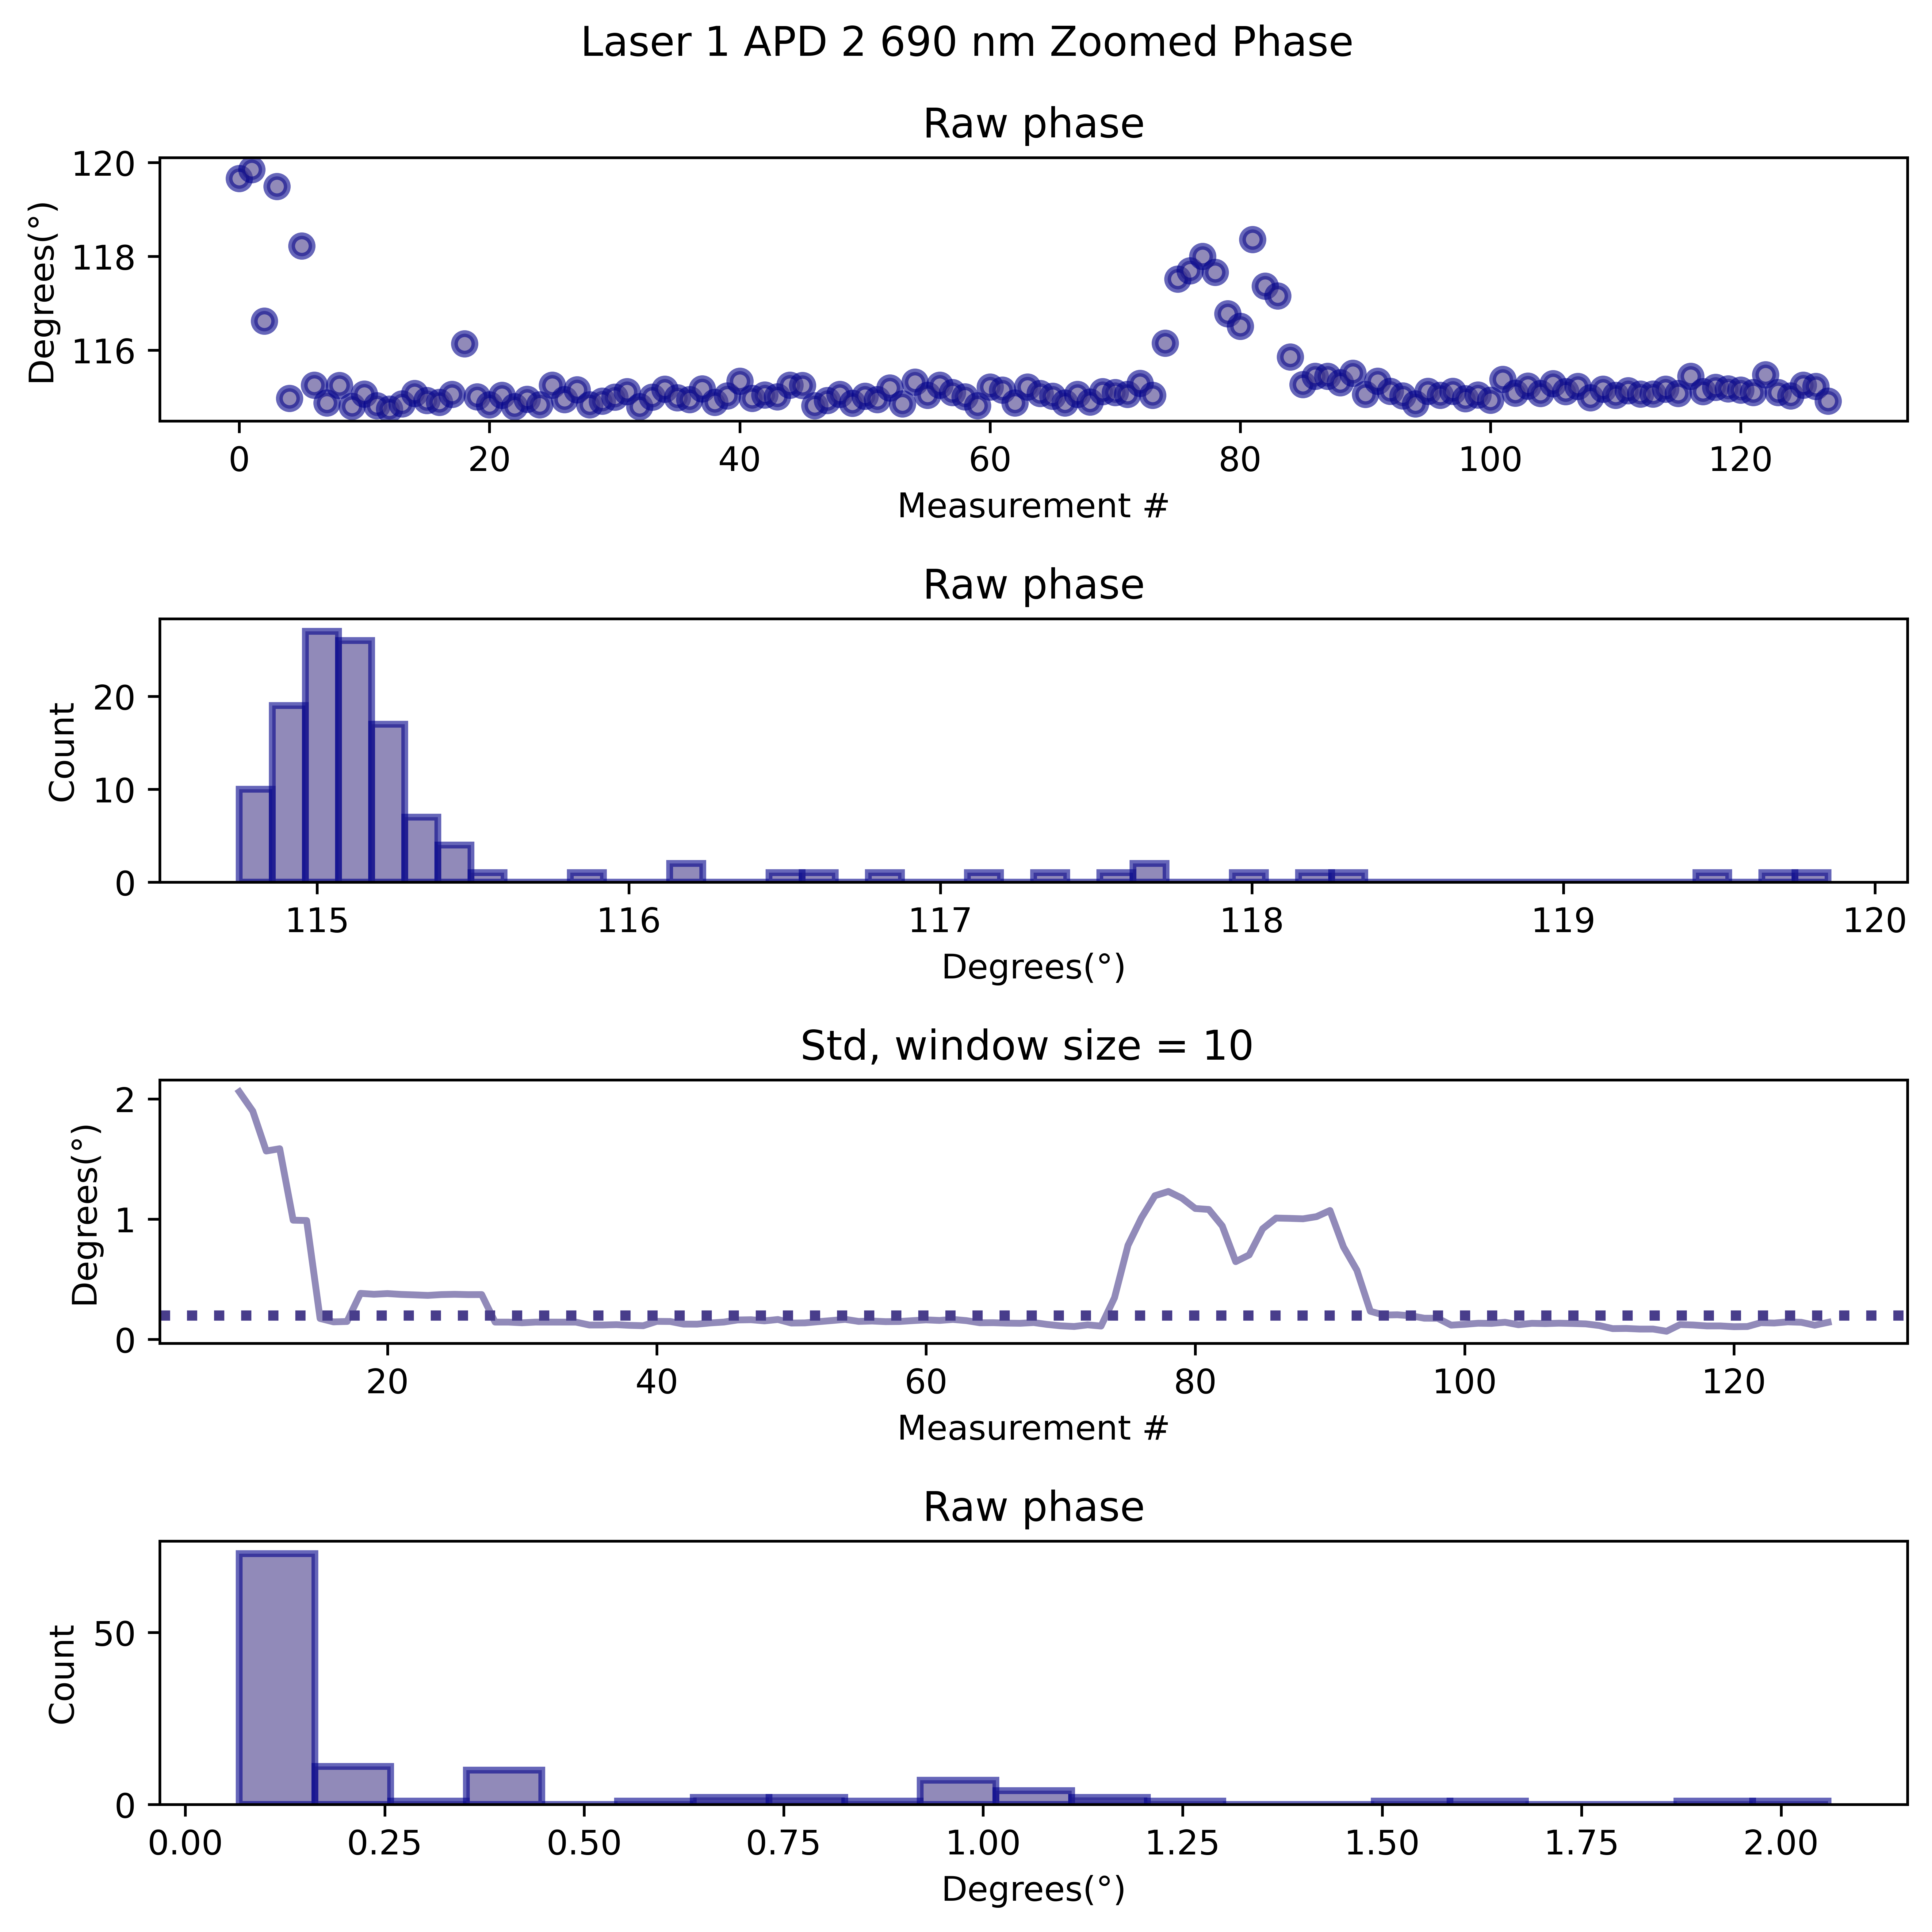 Laser 1 APD 2 690 nm Zoomed Phase
Raw phase
120
118
116
Degrees(°)
0 20 40 60 80 100 120
Measurement #
Raw phase
20
10
0
Count
115 116 117 118 119 120
Degrees(°)
Std, window size = 10
2
1
0
Degrees(°)
20 40 60 80 100 120
Measurement #
Raw phase
50
0
Count
0.00 0.25 0.50 0.75 1.00 1.25 1.50 1.75 2.00
Degrees(°)